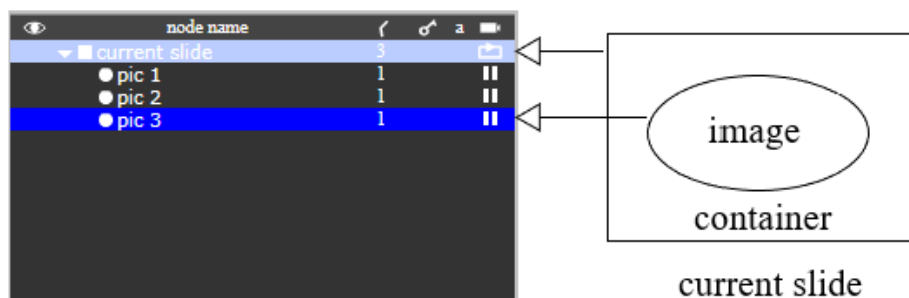 node name a
current slide 3
pic 1 1
pic 2 1
pic 3 1
image
container
current slide